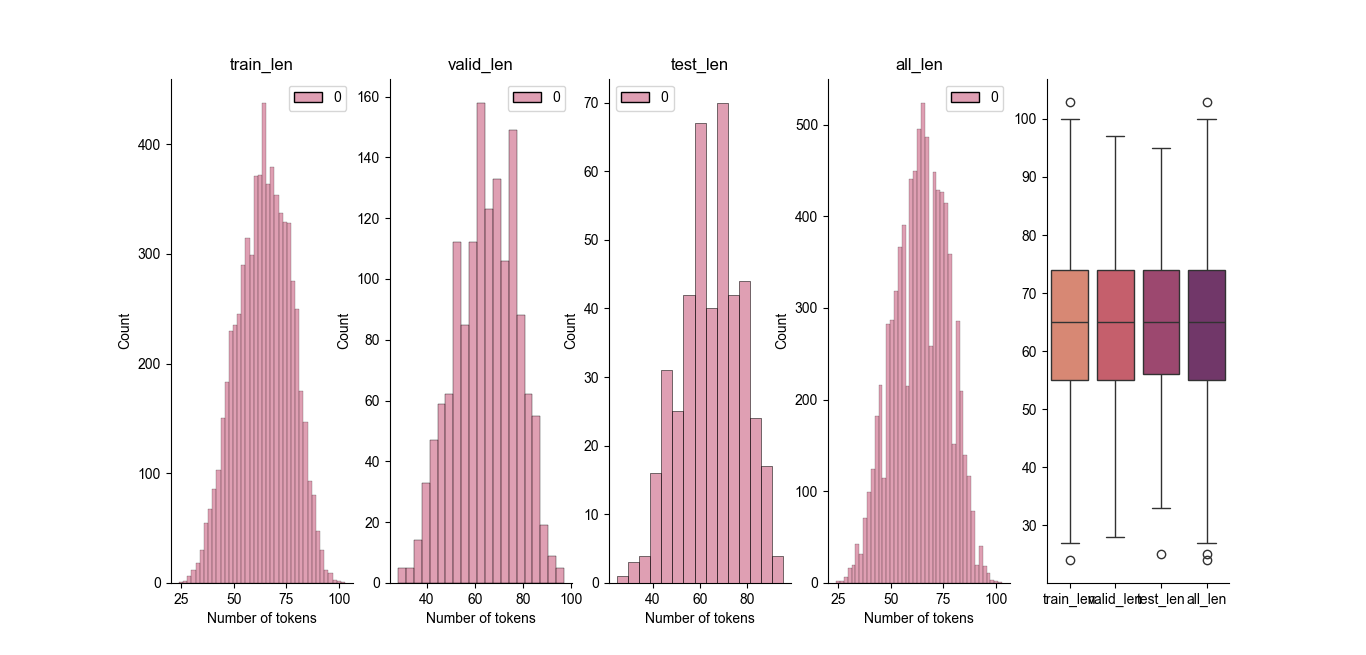 train_len
0
400
300
200
100
0
Count
25 50 75 100
Number of tokens
valid_len
0
160
140
120
100
80
60
40
20
0
Count
40 60 80 100
Number of tokens
test_len
0
70
60
50
40
30
20
10
0
Count
40 60 80
Number of tokens
all_len
0
500
400
300
200
100
0
Count
25 50 75 100
Number of tokens
100
90
80
70
60
50
40
30
train_len valid_len test_len all_len